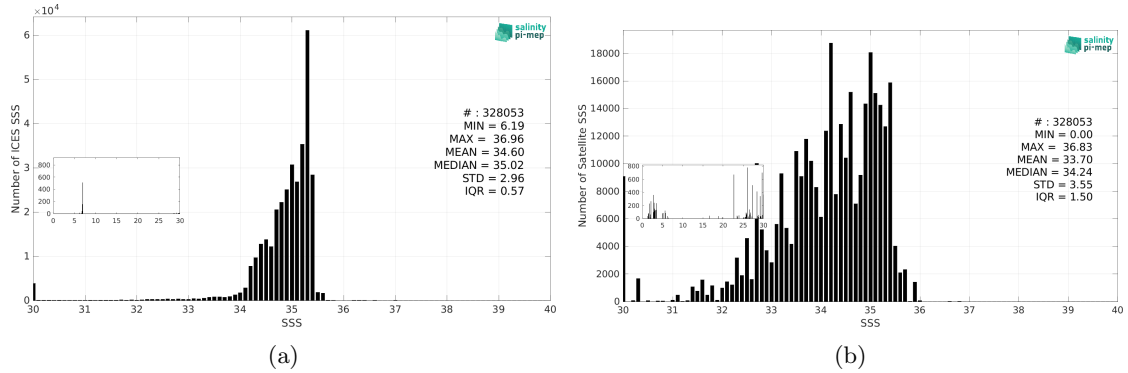 6 ×10⁴
salinity
pi-mep
# : 328053
MIN = 6.19
MAX = 36.96
MEAN = 34.60
MEDIAN = 35.02
STD = 2.96
IQR = 0.57
5
4
3
2
1
0
Number of ICES SSS
800
600
400
200
0
0 5 10 15 20 25 30
30 31 32 33 34 35 36 37 38 39 40
SSS
(a)
salinity
pi-mep
# : 328053
MIN = 0.00
MAX = 36.83
MEAN = 33.70
MEDIAN = 34.24
STD = 3.55
IQR = 1.50
18000
16000
14000
12000
10000
8000
6000
4000
2000
0
Number of Satellite SSS
800
600
400
200
0
0 5 10 15 20 25 30
30 31 32 33 34 35 36 37 38 39 40
SSS
(b)